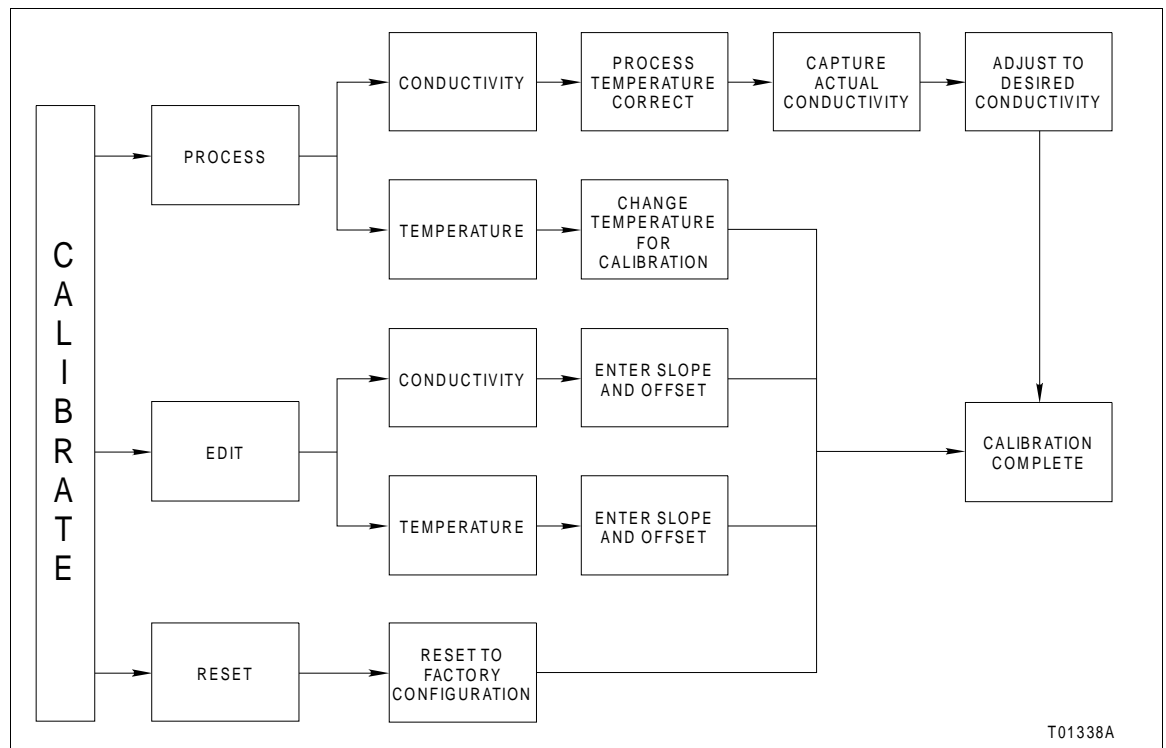 CALIBRATE
PROCESS
CONDUCTIVITY
PROCESS
TEMPERATURE
CORRECT
CAPTURE
ACTUAL
CONDUCTIVITY
ADJUST TO
DESIRED
CONDUCTIVITY
TEMPERATURE
CHANGE
TEMPERATURE
FOR
CALIBRATION
EDIT
CONDUCTIVITY
ENTER SLOPE
AND OFFSET
TEMPERATURE
ENTER SLOPE
AND OFFSET
CALIBRATION
COMPLETE
RESET
RESET TO
FACTORY
CONFIGURATION
T01338A